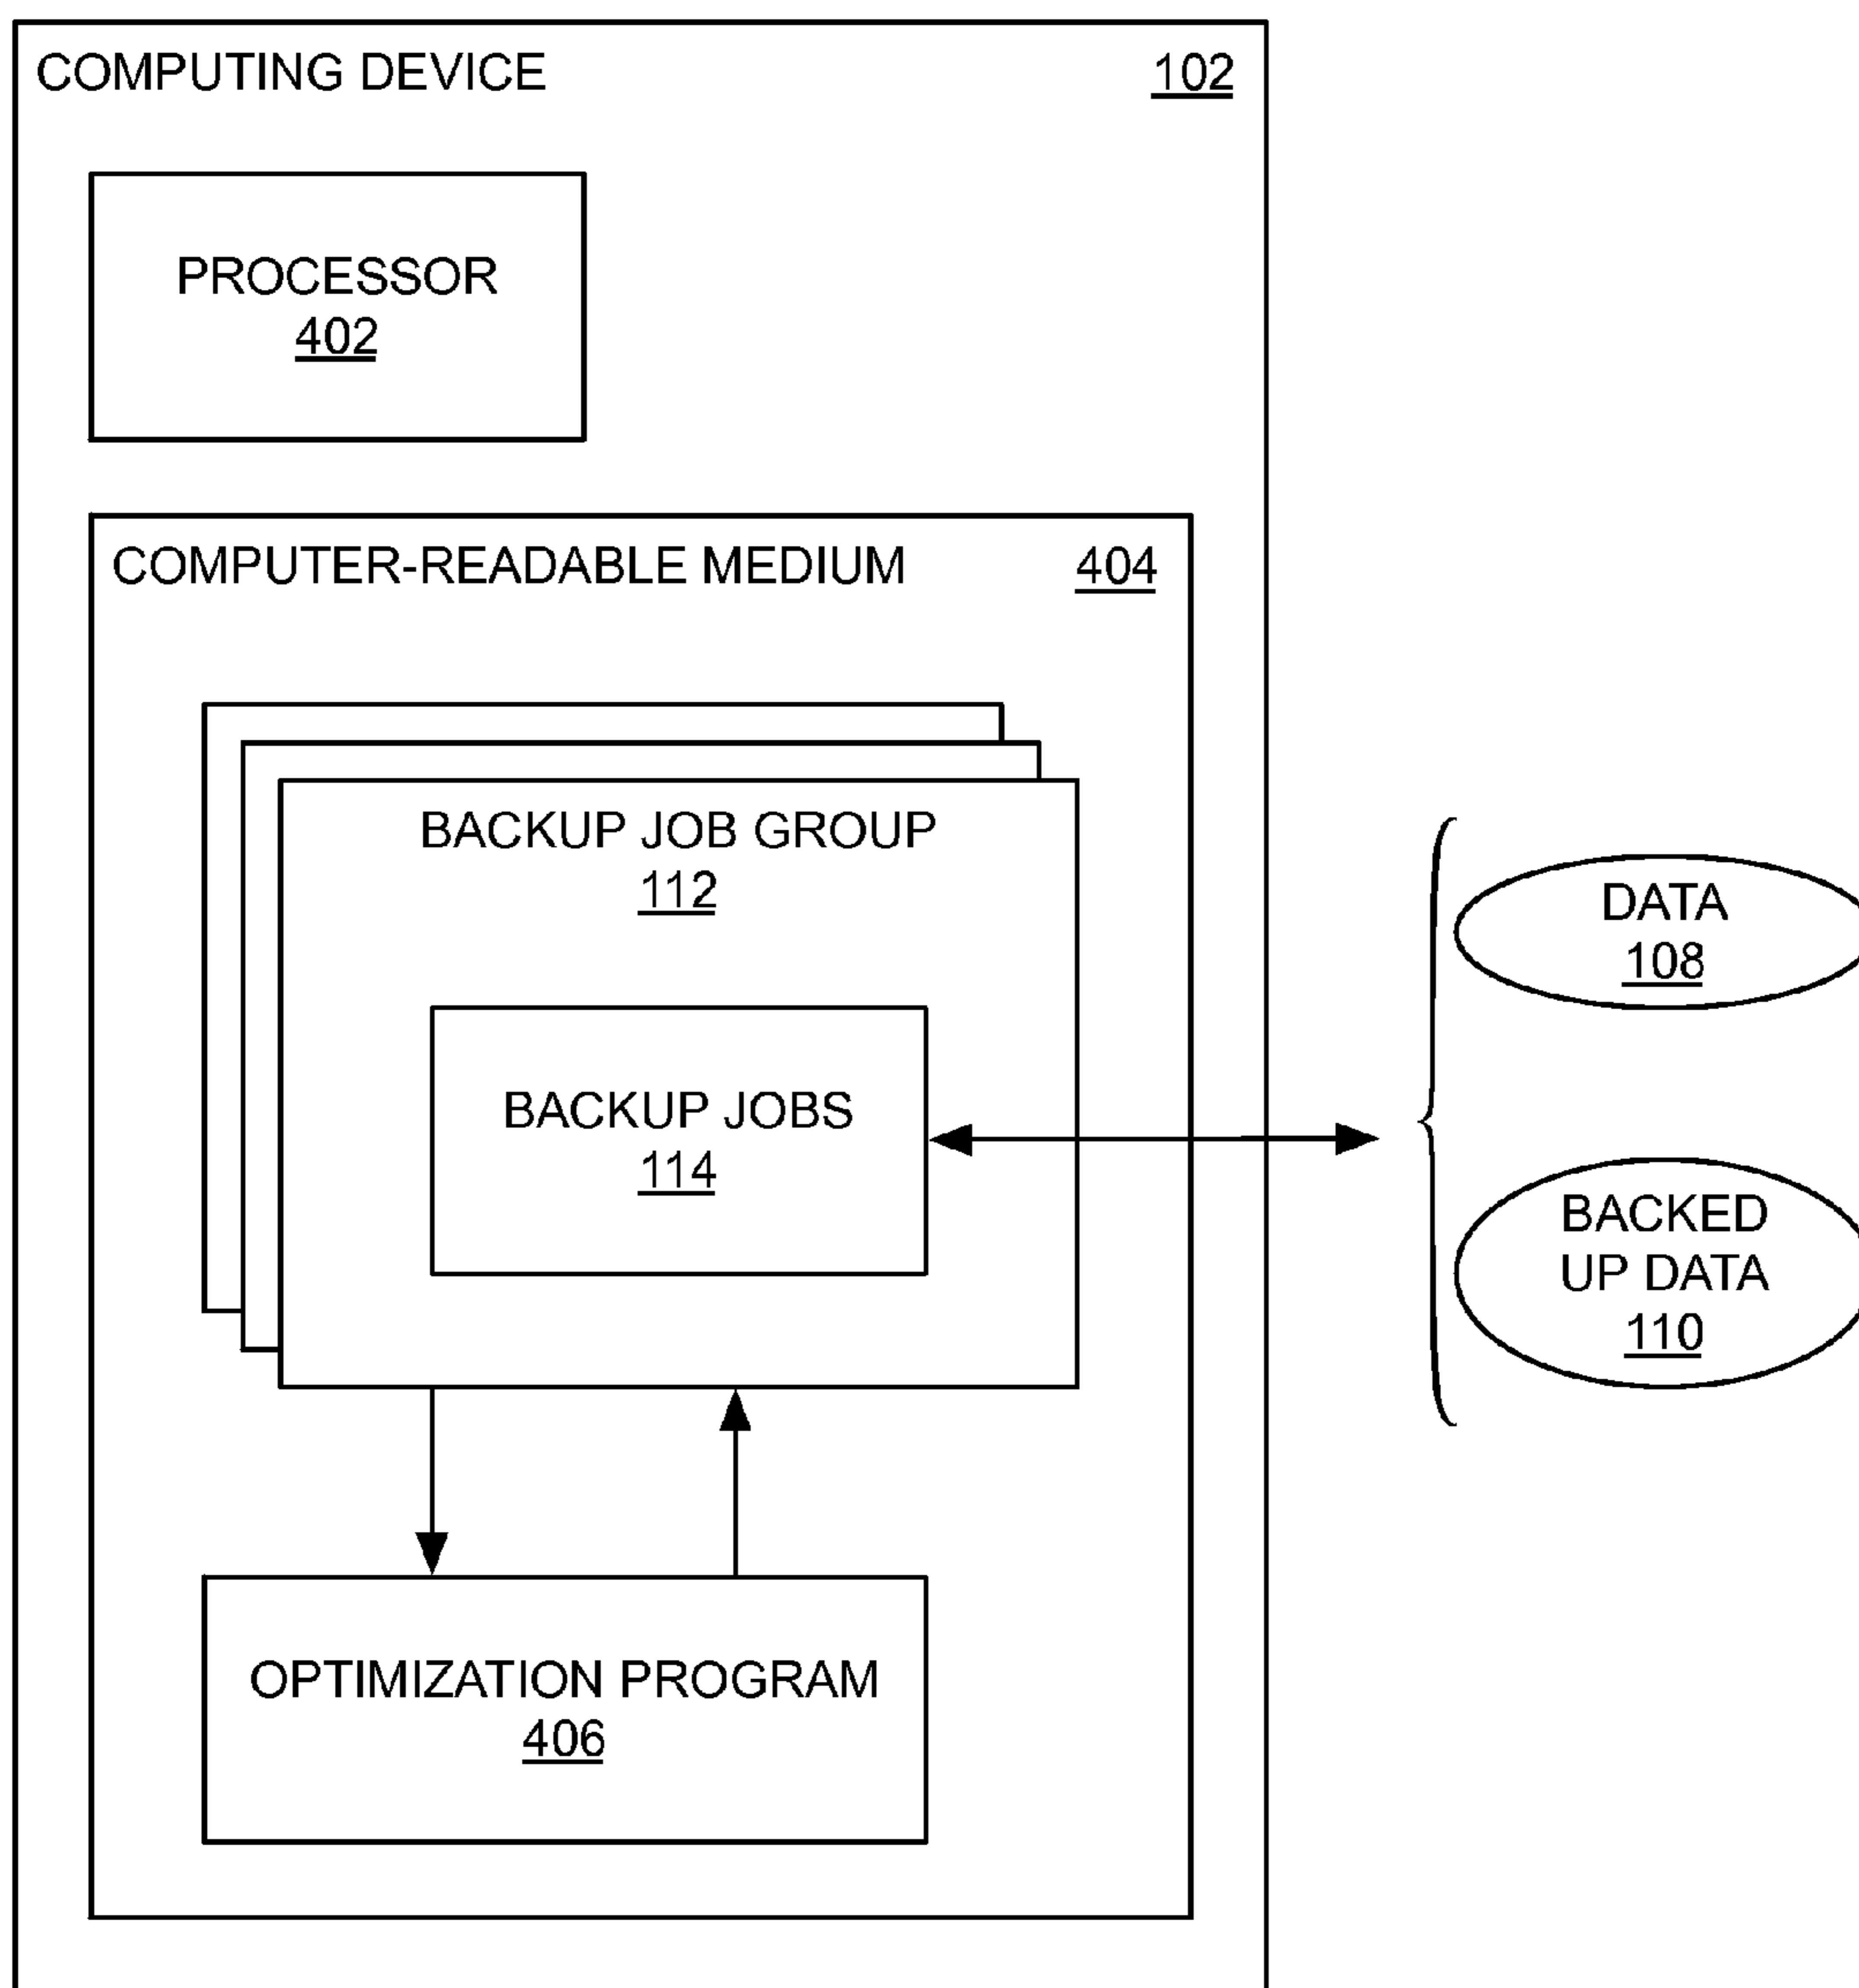 COMPUTING DEVICE 102
PROCESSOR
402
COMPUTER-READABLE MEDIUM 404
BACKUP JOB GROUP
112
BACKUP JOBS
114
DATA
108
BACKED
UP DATA
110
OPTIMIZATION PROGRAM
406